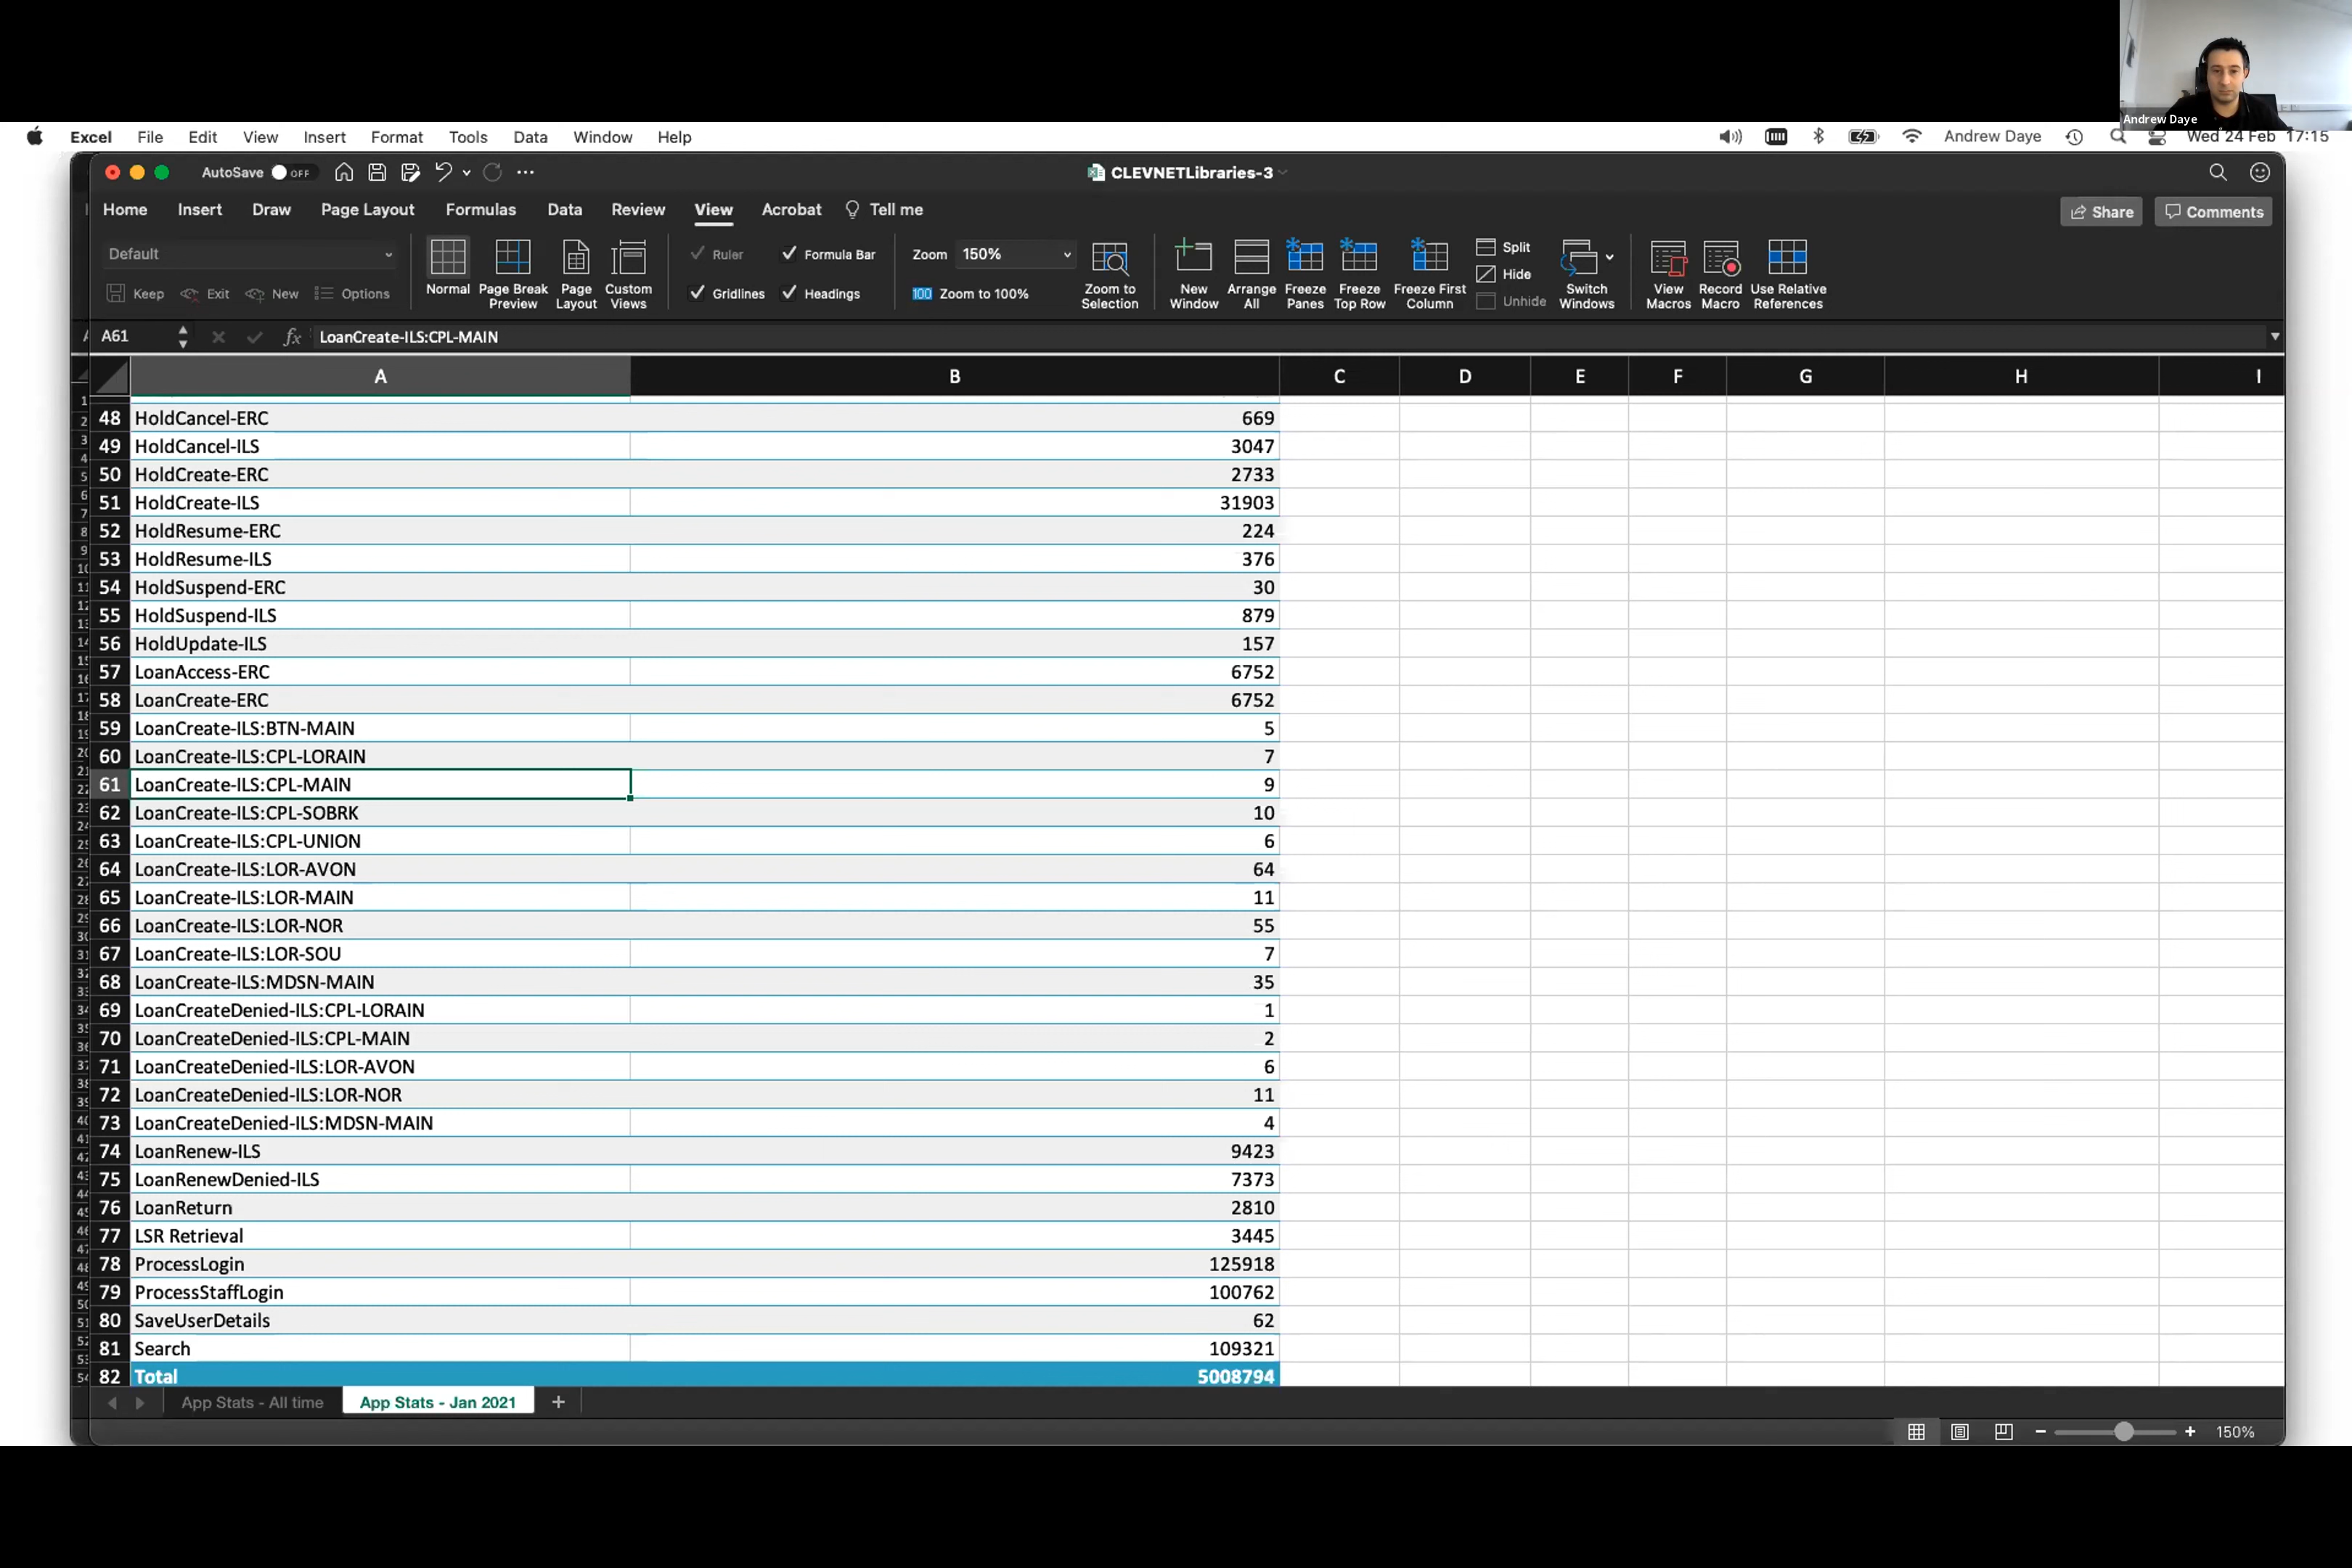 Andrew Daye
Excel File Edit View Insert Format Tools Data Window Help Andrew Daye Wed 24 Feb 17:15
AutoSave OFF CLEVNETLibraries-3
Home Insert Draw Page Layout Formulas Data Review View Acrobat Tell me Share Comments
Default Ruler Formula Bar Zoom 150% Split
Keep Exit New Options Gridlines Headings 100 Zoom to 100% Hide
Unhide
Normal Page Break Preview Page Layout Custom Views Zoom to Selection New Window Arrange All Freeze Panes Freeze Top Row Freeze First Column Switch Windows View Macros Record Macro Use Relative References
A61 fx LoanCreate-ILS:CPL-MAIN
A B C D E F G H I
48 HoldCancel-ERC 669
49 HoldCancel-ILS 3047
50 HoldCreate-ERC 2733
51 HoldCreate-ILS 31903
52 HoldResume-ERC 224
53 HoldResume-ILS 376
54 HoldSuspend-ERC 30
55 HoldSuspend-ILS 879
56 HoldUpdate-ILS 157
57 LoanAccess-ERC 6752
58 LoanCreate-ERC 6752
59 LoanCreate-ILS:BTN-MAIN 5
60 LoanCreate-ILS:CPL-LORAIN 7
61 LoanCreate-ILS:CPL-MAIN 9
62 LoanCreate-ILS:CPL-SOBRK 10
63 LoanCreate-ILS:CPL-UNION 6
64 LoanCreate-ILS:LOR-AVON 64
65 LoanCreate-ILS:LOR-MAIN 11
66 LoanCreate-ILS:LOR-NOR 55
67 LoanCreate-ILS:LOR-SOU 7
68 LoanCreate-ILS:MDSN-MAIN 35
69 LoanCreateDenied-ILS:CPL-LORAIN 1
70 LoanCreateDenied-ILS:CPL-MAIN 2
71 LoanCreateDenied-ILS:LOR-AVON 6
72 LoanCreateDenied-ILS:LOR-NOR 11
73 LoanCreateDenied-ILS:MDSN-MAIN 4
74 LoanRenew-ILS 9423
75 LoanRenewDenied-ILS 7373
76 LoanReturn 2810
77 LSR Retrieval 3445
78 ProcessLogin 125918
79 ProcessStaffLogin 100762
80 SaveUserDetails 62
81 Search 109321
82 Total 5008794
App Stats - All time App Stats - Jan 2021 +
150%